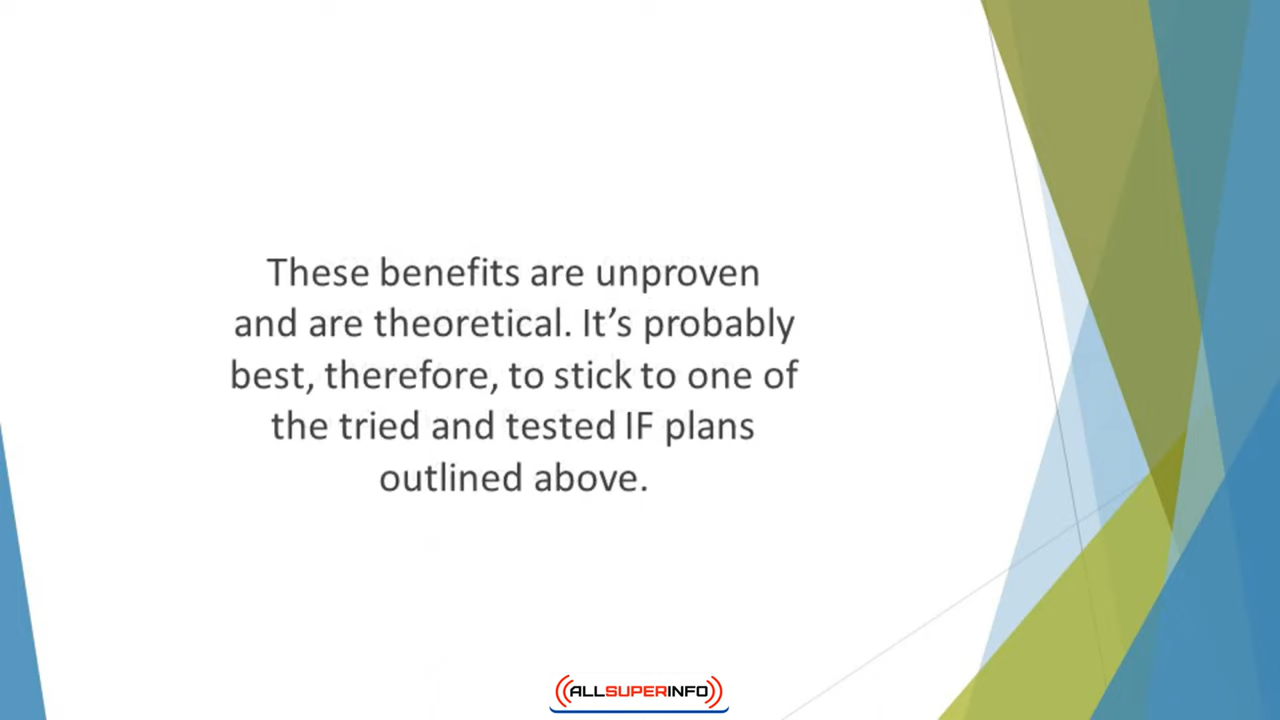 These benefits are unproven
and are theoretical. It’s probably
best, therefore, to stick to one of
the tried and tested IF plans
outlined above.
ALLSUPERINFO